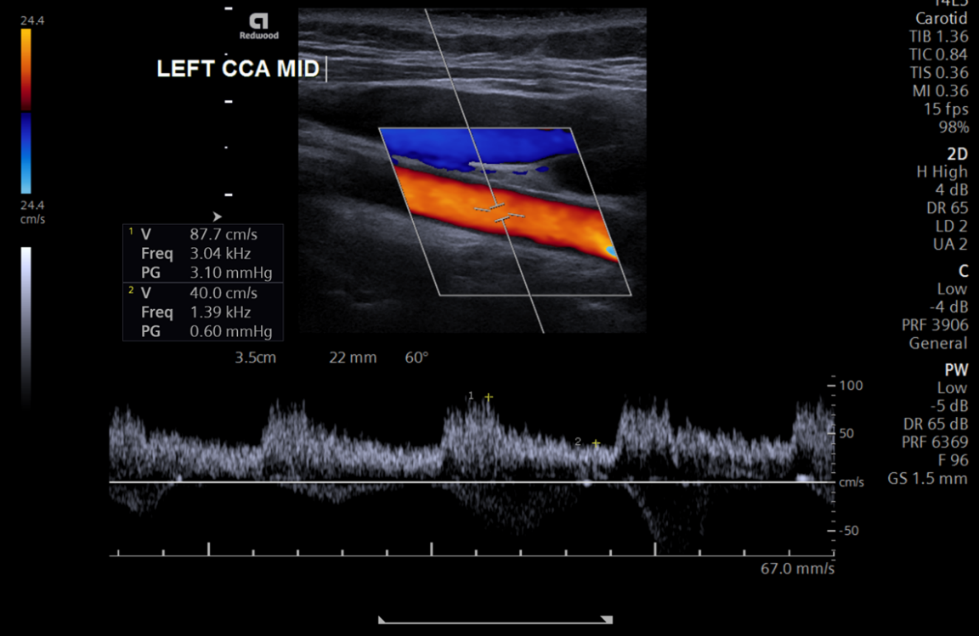 24.4
24.4
cm/s
Redwood
LEFT CCA MID
1 V 87.7 cm/s
Freq 3.04 kHz
PG 3.10 mmHg
2 V 40.0 cm/s
Freq 1.39 kHz
PG 0.60 mmHg
3.5cm 22 mm 60°
Carotid
TIB 1.36
TIC 0.84
TIS 0.36
MI 0.36
15 fps
98%
2D
H High
4 dB
DR 65
LD 2
UA 2
C
Low
-4 dB
PRF 3906
General
PW
Low
-5 dB
DR 65 dB
PRF 6369
F 96
GS 1.5 mm
1
2
100
50
cm/s
-50
67.0 mm/s